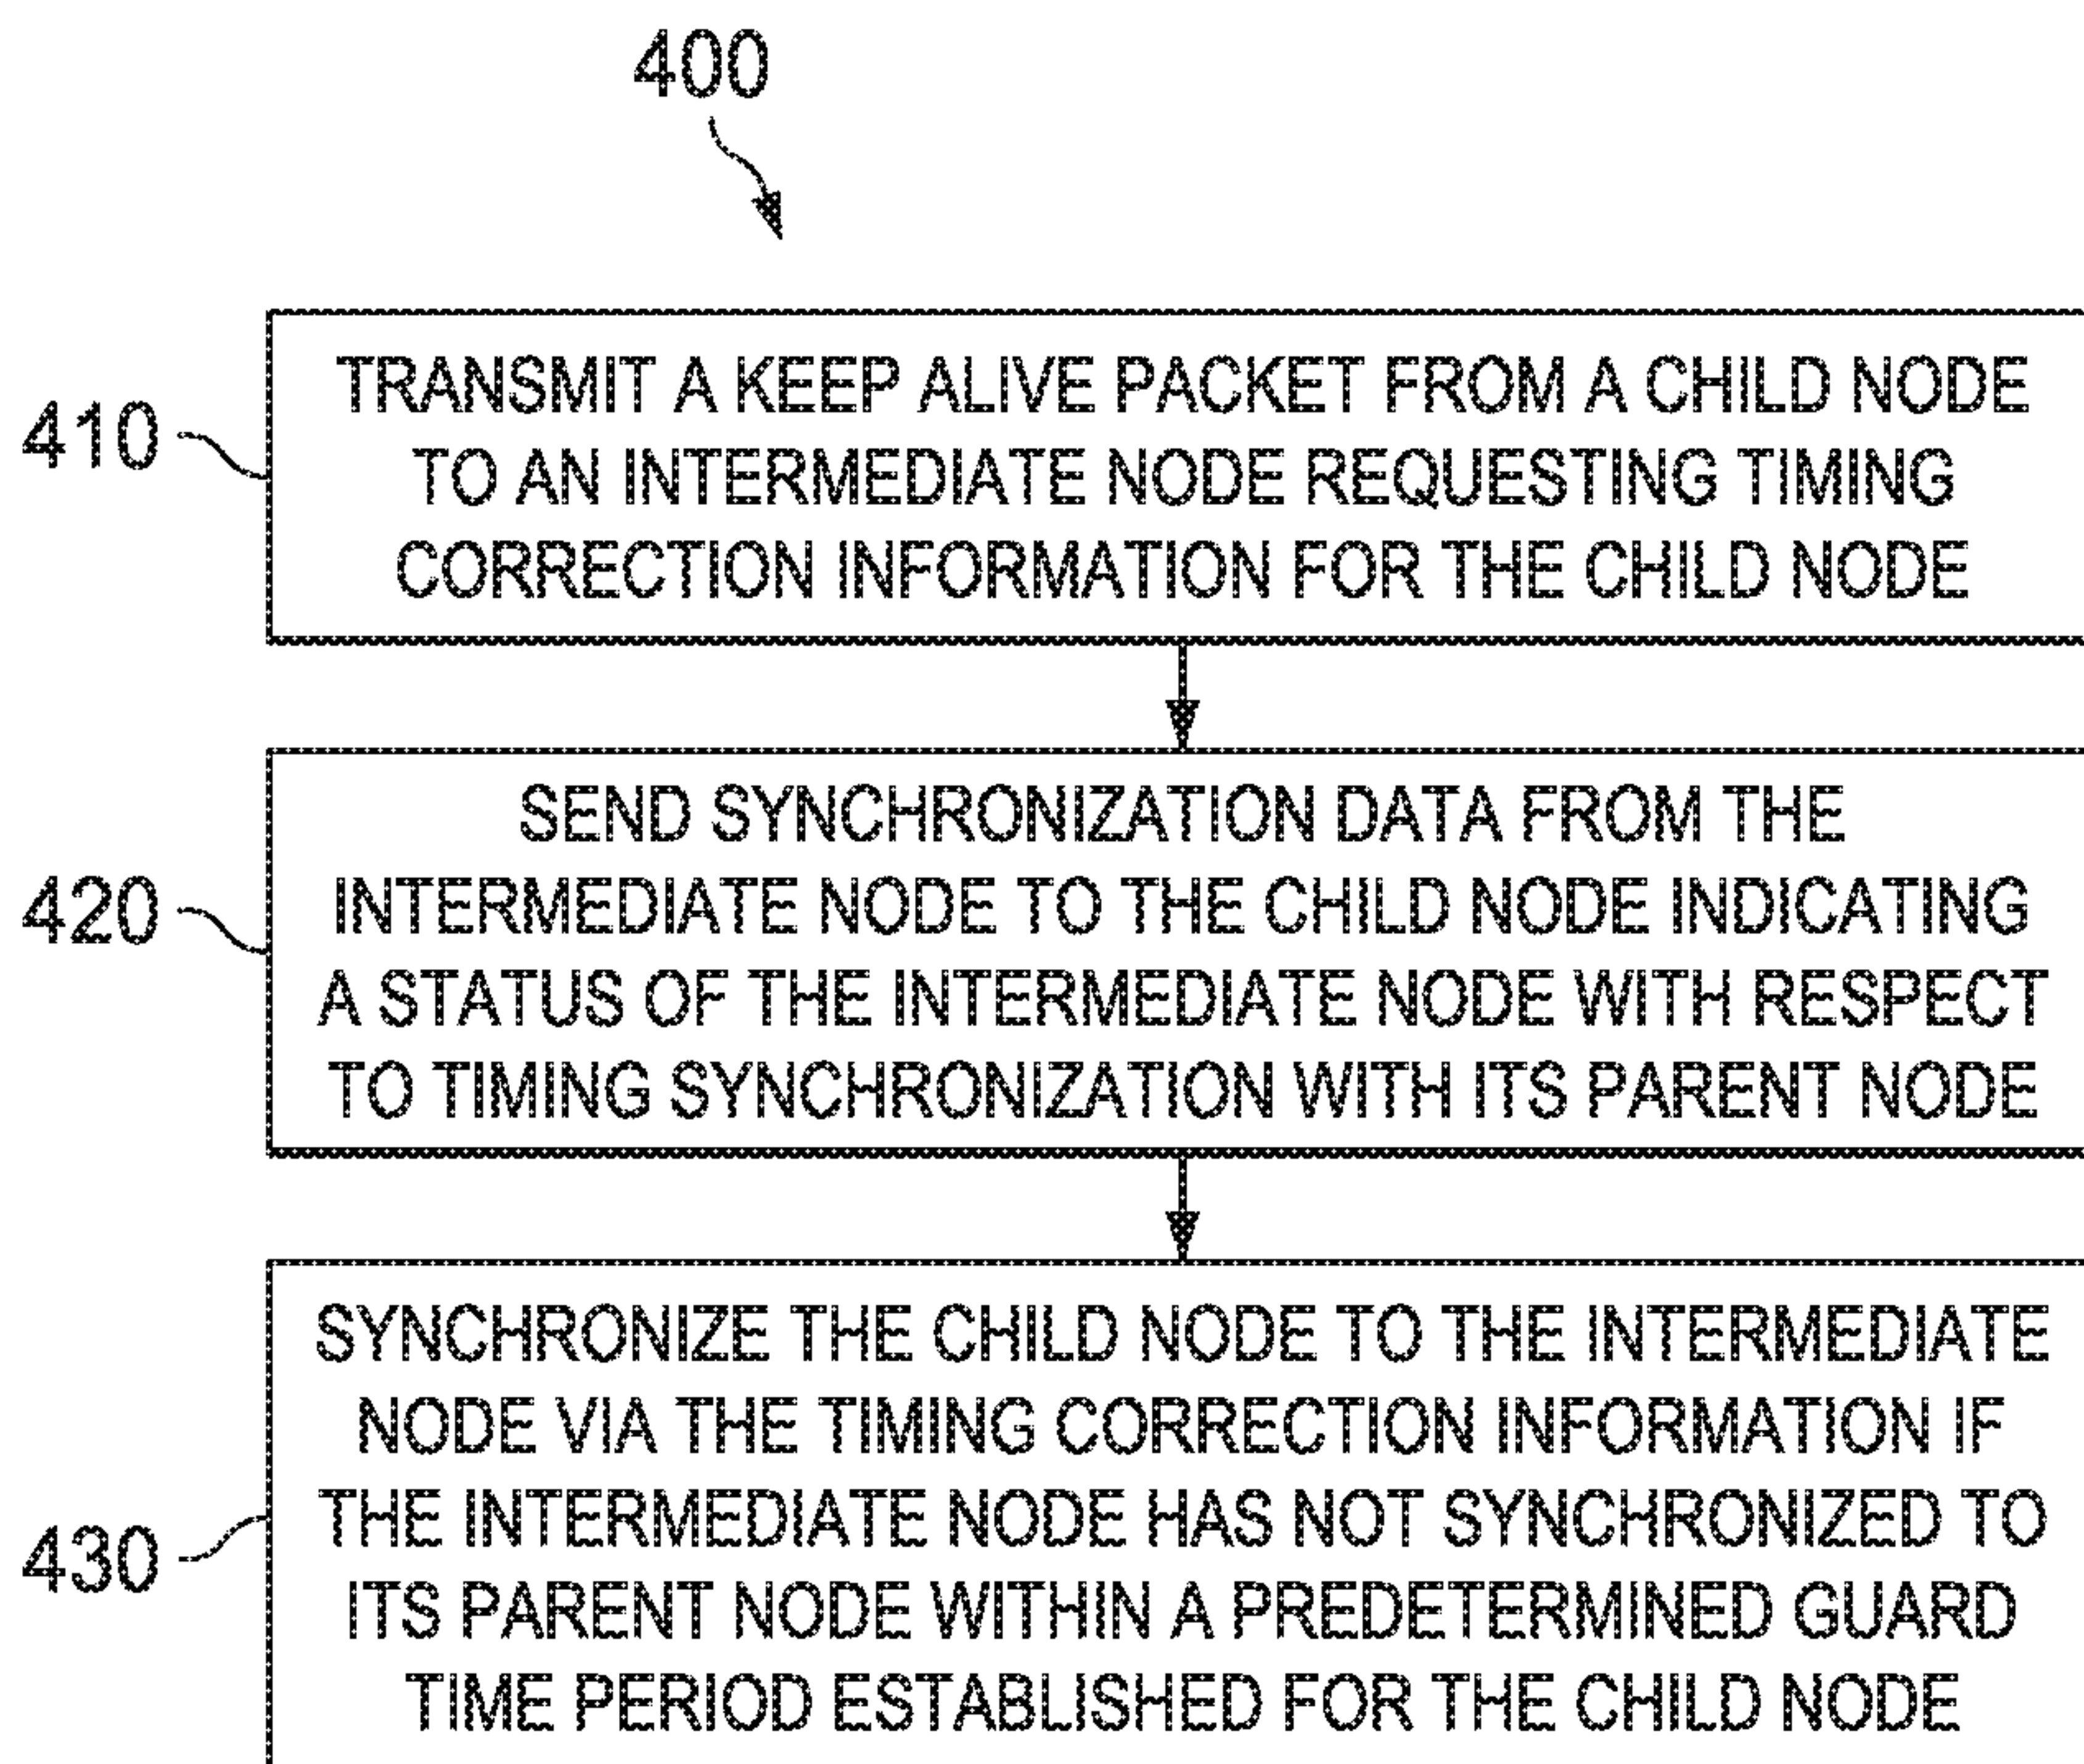 400
410
TRANSMIT A KEEP ALIVE PACKET FROM A CHILD NODE
TO AN INTERMEDIATE NODE REQUESTING TIMING
CORRECTION INFORMATION FOR THE CHILD NODE
420
SEND SYNCHRONIZATION DATA FROM THE
INTERMEDIATE NODE TO THE CHILD NODE INDICATING
A STATUS OF THE INTERMEDIATE NODE WITH RESPECT
TO TIMING SYNCHRONIZATION WITH ITS PARENT NODE
430
SYNCHRONIZE THE CHILD NODE TO THE INTERMEDIATE
NODE VIA THE TIMING CORRECTION INFORMATION IF
THE INTERMEDIATE NODE HAS NOT SYNCHRONIZED TO
ITS PARENT NODE WITHIN A PREDETERMINED GUARD
TIME PERIOD ESTABLISHED FOR THE CHILD NODE